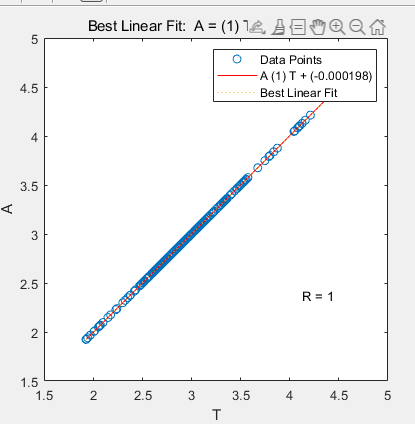 Best Linear Fit: A = (1)
5
4.5
4
3.5
3
2.5
2
1.5
A
Data Points
A (1) T + (-0.000198)
Best Linear Fit
R = 1
1.5
2
2.5
3
3.5
4
4.5
5
T